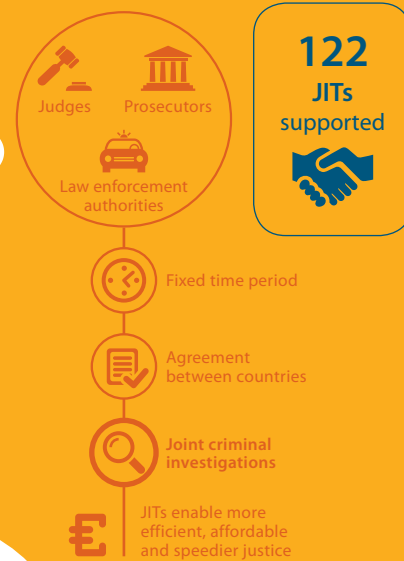 122
JITs
supported
Judges
Prosecutors
Law enforcement
authorities
Fixed time period
Agreement
between countries
Joint criminal
investigations
JITs enable more
efficient, affordable
and speedier justice